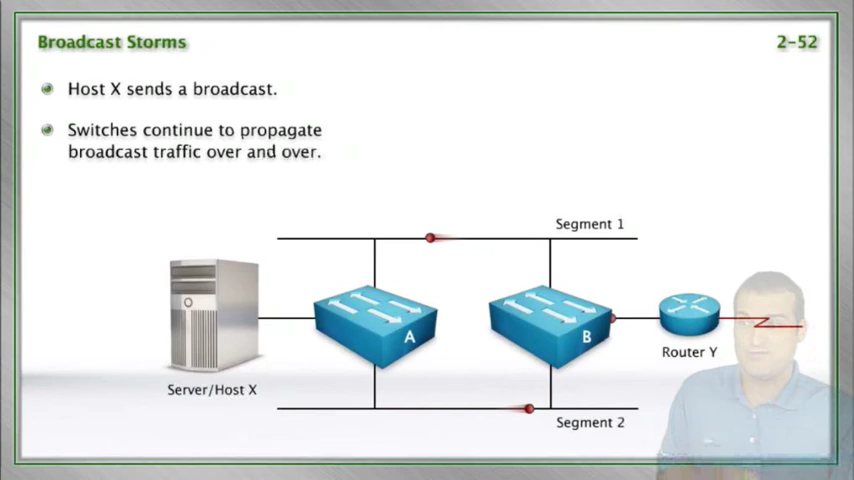 Broadcast Storms
2-52
Host X sends a broadcast.
Switches continue to propagate
broadcast traffic over and over.
Segment 1
A
B
Router Y
Server/Host X
Segment 2